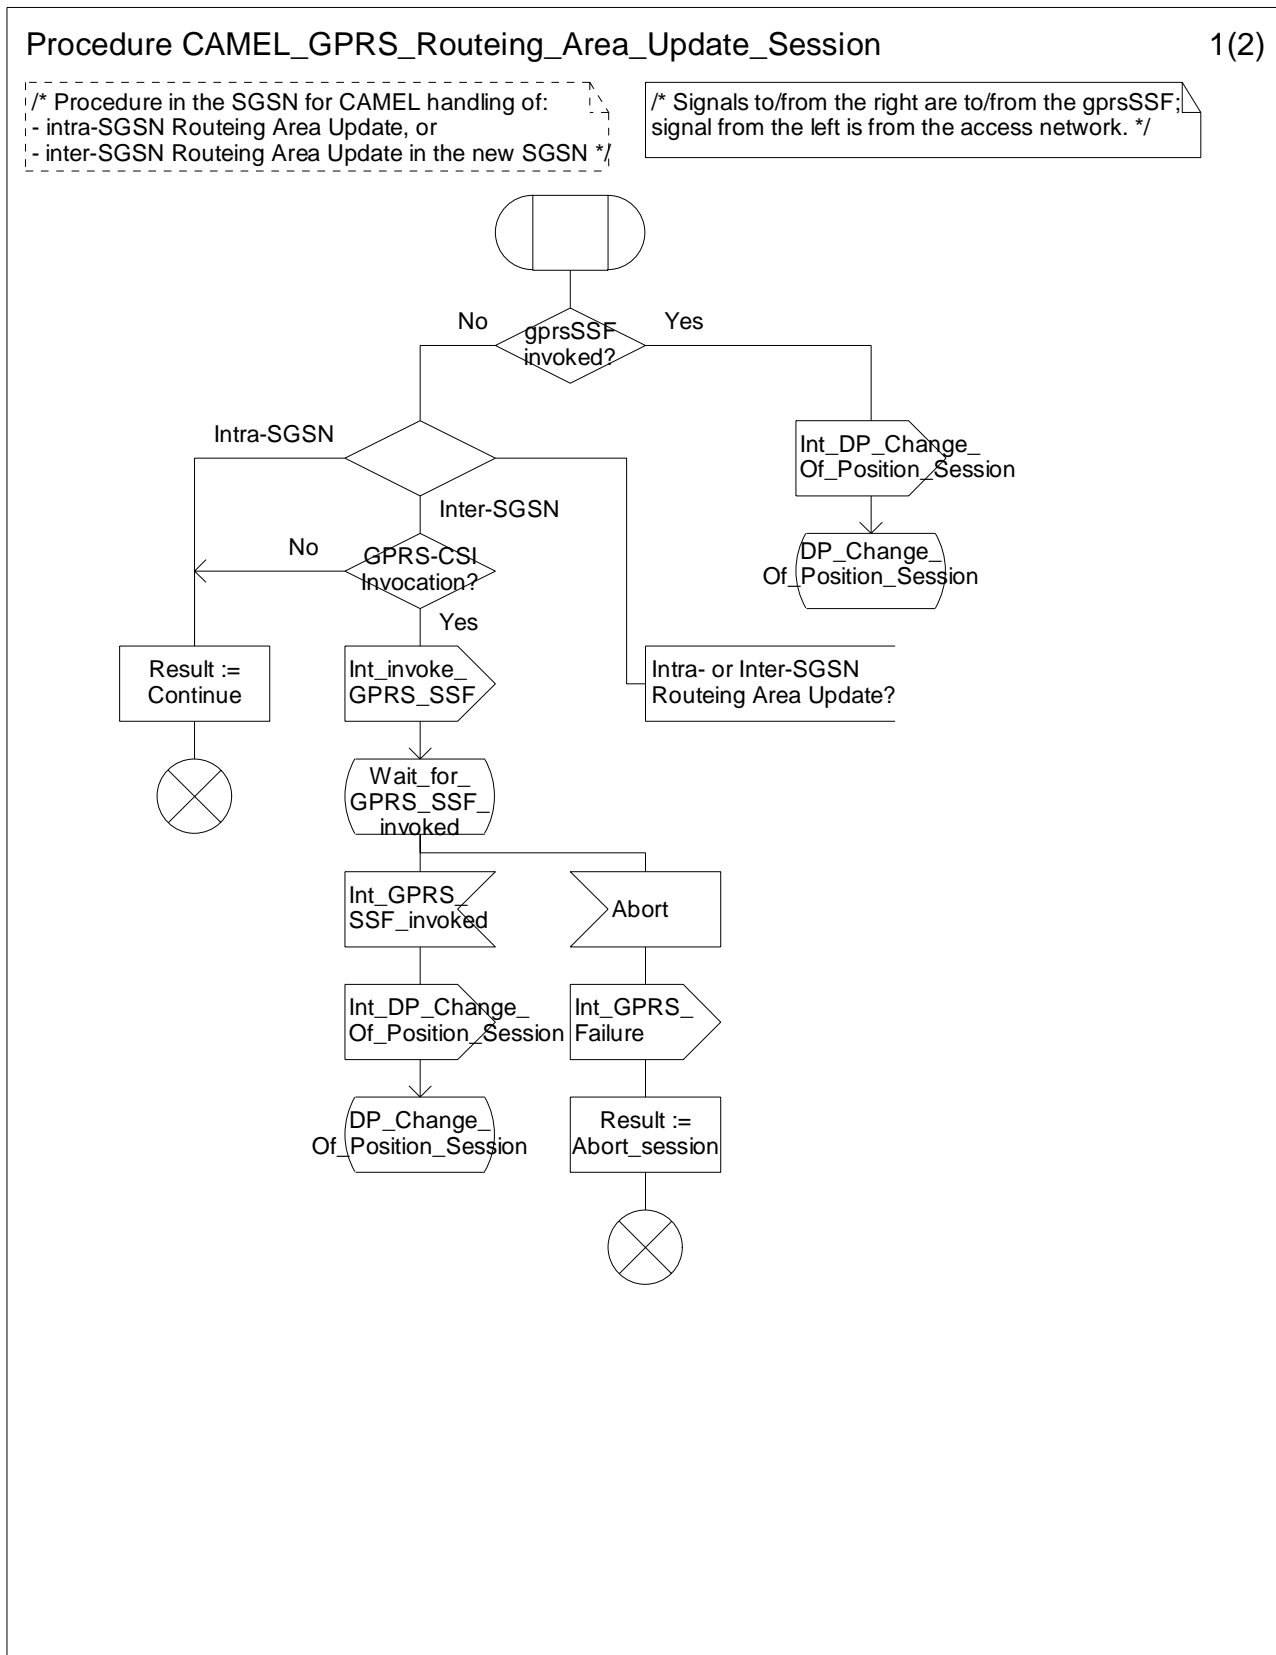 Procedure CAMEL_GPRS_Routeing_Area_Update_Session
1(2)
/* Procedure in the SGSN for CAMEL handling of:
- intra-SGSN Routeing Area Update, or
- inter-SGSN Routeing Area Update in the new SGSN */
/* Signals to/from the right are to/from the gprsSSF;
signal from the left is from the access network. */
No
gprsSSF
invoked?
Yes
Intra-SGSN
Int_DP_Change_
Of_Position_Session
Inter-SGSN
No
GPRS-CSI
Invocation?
DP_Change_
Of_Position_Session
Yes
Result :=
Continue
Int_invoke_
GPRS_SSF
Intra- or Inter-SGSN
Routeing Area Update?
Wait_for_
GPRS_SSF_
invoked
Int_GPRS_
SSF_invoked
Abort
Int_DP_Change_
Of_Position_Session
Int_GPRS_
Failure
DP_Change_
Of_Position_Session
Result :=
Abort_session